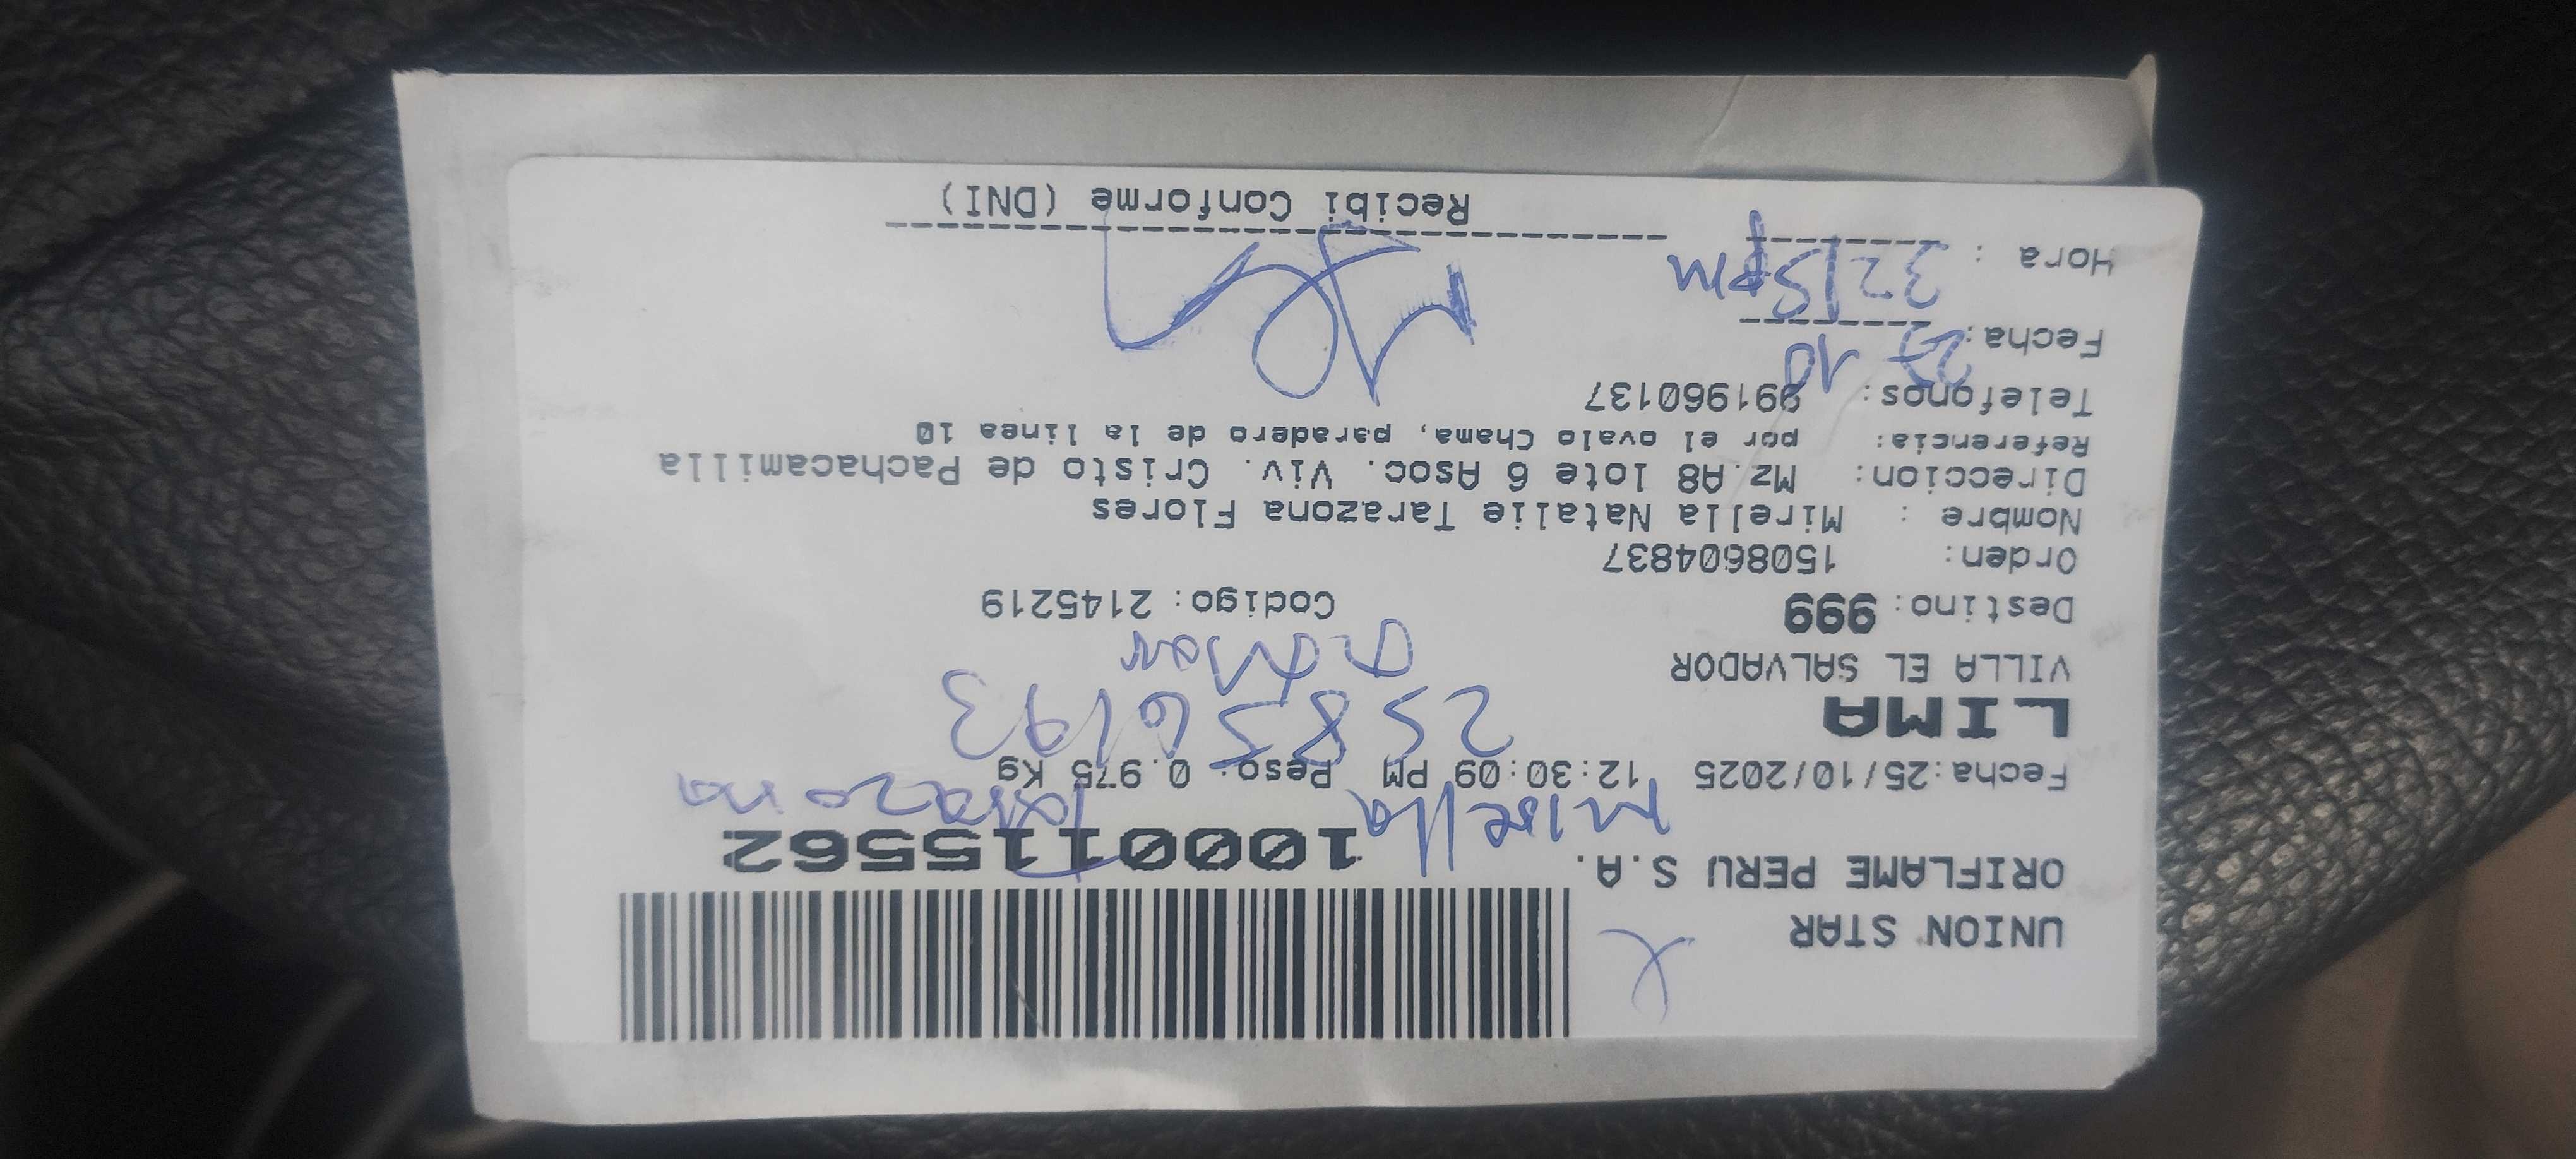 UNION STAR
ORIFLAME PERU S.A.
1000115562
Mirella Tarazona
Fecha:25/10/2025 12:30:09 PM Peso: 0.975 Kg
LIMA
25856193
VILLA EL SALVADOR
Destino: 999 Codigo: 2145219
Orden: 1508604837
Nombre : Mirella Natalie Tarazona Flores
Direccion: Mz.A8 lote 6 Asoc. Viv. Cristo de Pachacamilla
Referencia: por el ovalo Chama, paradero de la linea 10
Telefonos: 991960137
Fecha: 27 10
Hora :
Recibi Conforme (DNI)